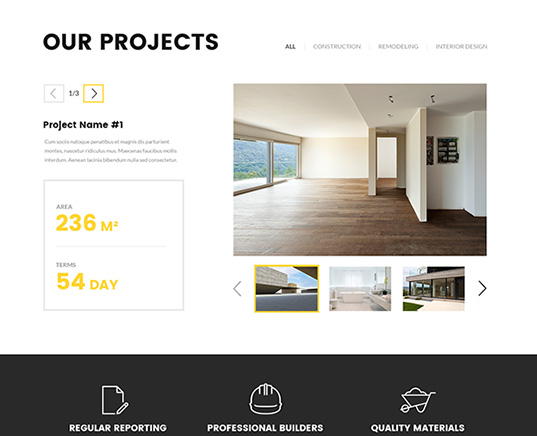 OUR PROJECTS
ALL
CONSTRUCTION
REMODELING
INTERIOR DESIGN
1/3
Project Name #1
Cum sociis natoque penatibus et magnis dis parturient
montes, nascetur ridiculus mus. Maecenas faucibus mollis
interdum. Aenean lacinia bibendum nulla sed consectetur.
AREA
236 M²
TERMS
54 DAY
REGULAR REPORTING
PROFESSIONAL BUILDERS
QUALITY MATERIALS